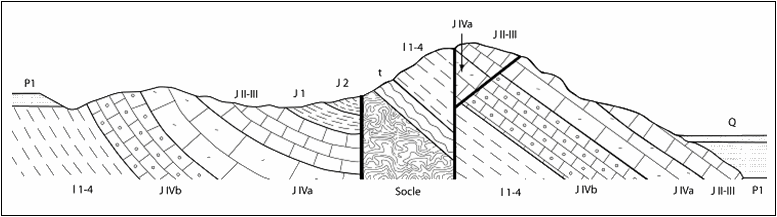 J IVa
J II-III
l 1-4
t
P1
J II-III
J 1
J 2
Q
l 1-4
J IVb
J IVa
Socle
l 1-4
J IVb
J IVa
J II-III
P1